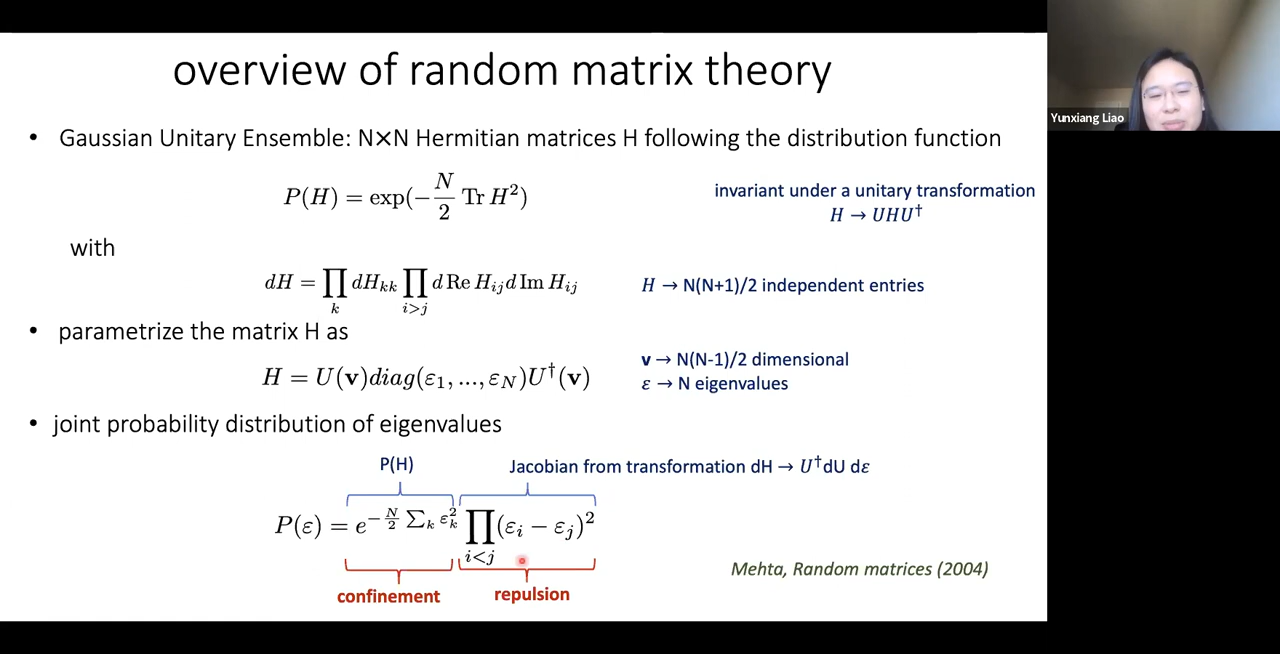 overview of random matrix theory
Yunxiang Liao
• Gaussian Unitary Ensemble: N×N Hermitian matrices H following the distribution function
P(H) = exp(−N/2 Tr H²)
invariant under a unitary transformation
H → UHU†
with
dH = ∏_k dH_kk ∏_{i>j} d Re H_ij d Im H_ij
H → N(N+1)/2 independent entries
• parametrize the matrix H as
H = U(v)diag(ε₁, ..., ε_N)U†(v)
v → N(N-1)/2 dimensional
ε → N eigenvalues
• joint probability distribution of eigenvalues
P(H)
Jacobian from transformation dH → U†dU dε
P(ε) = e^{−N/2 ∑_k ε_k²} ∏_{i<j} (ε_i − ε_j)²
confinement
repulsion
Mehta, Random matrices (2004)